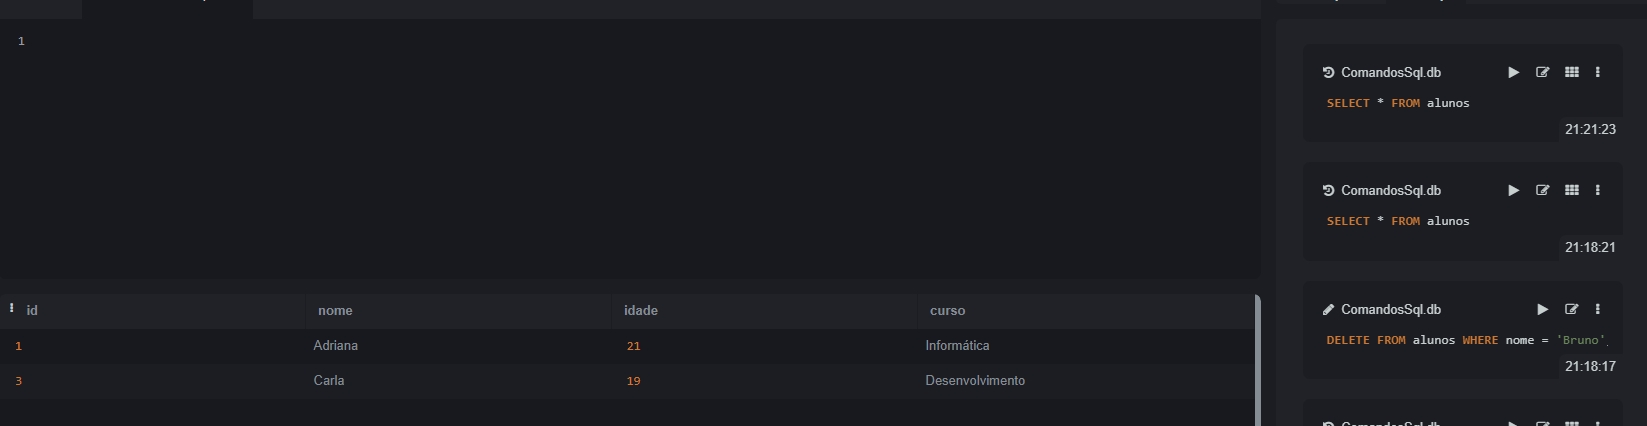 1
id nome idade curso
1 Adriana 21 Informática
3 Carla 19 Desenvolvimento
ComandosSql.db
SELECT * FROM alunos
21:21:23
ComandosSql.db
SELECT * FROM alunos
21:18:21
ComandosSql.db
DELETE FROM alunos WHERE nome = 'Bruno'
21:18:17
ComandosSql.db